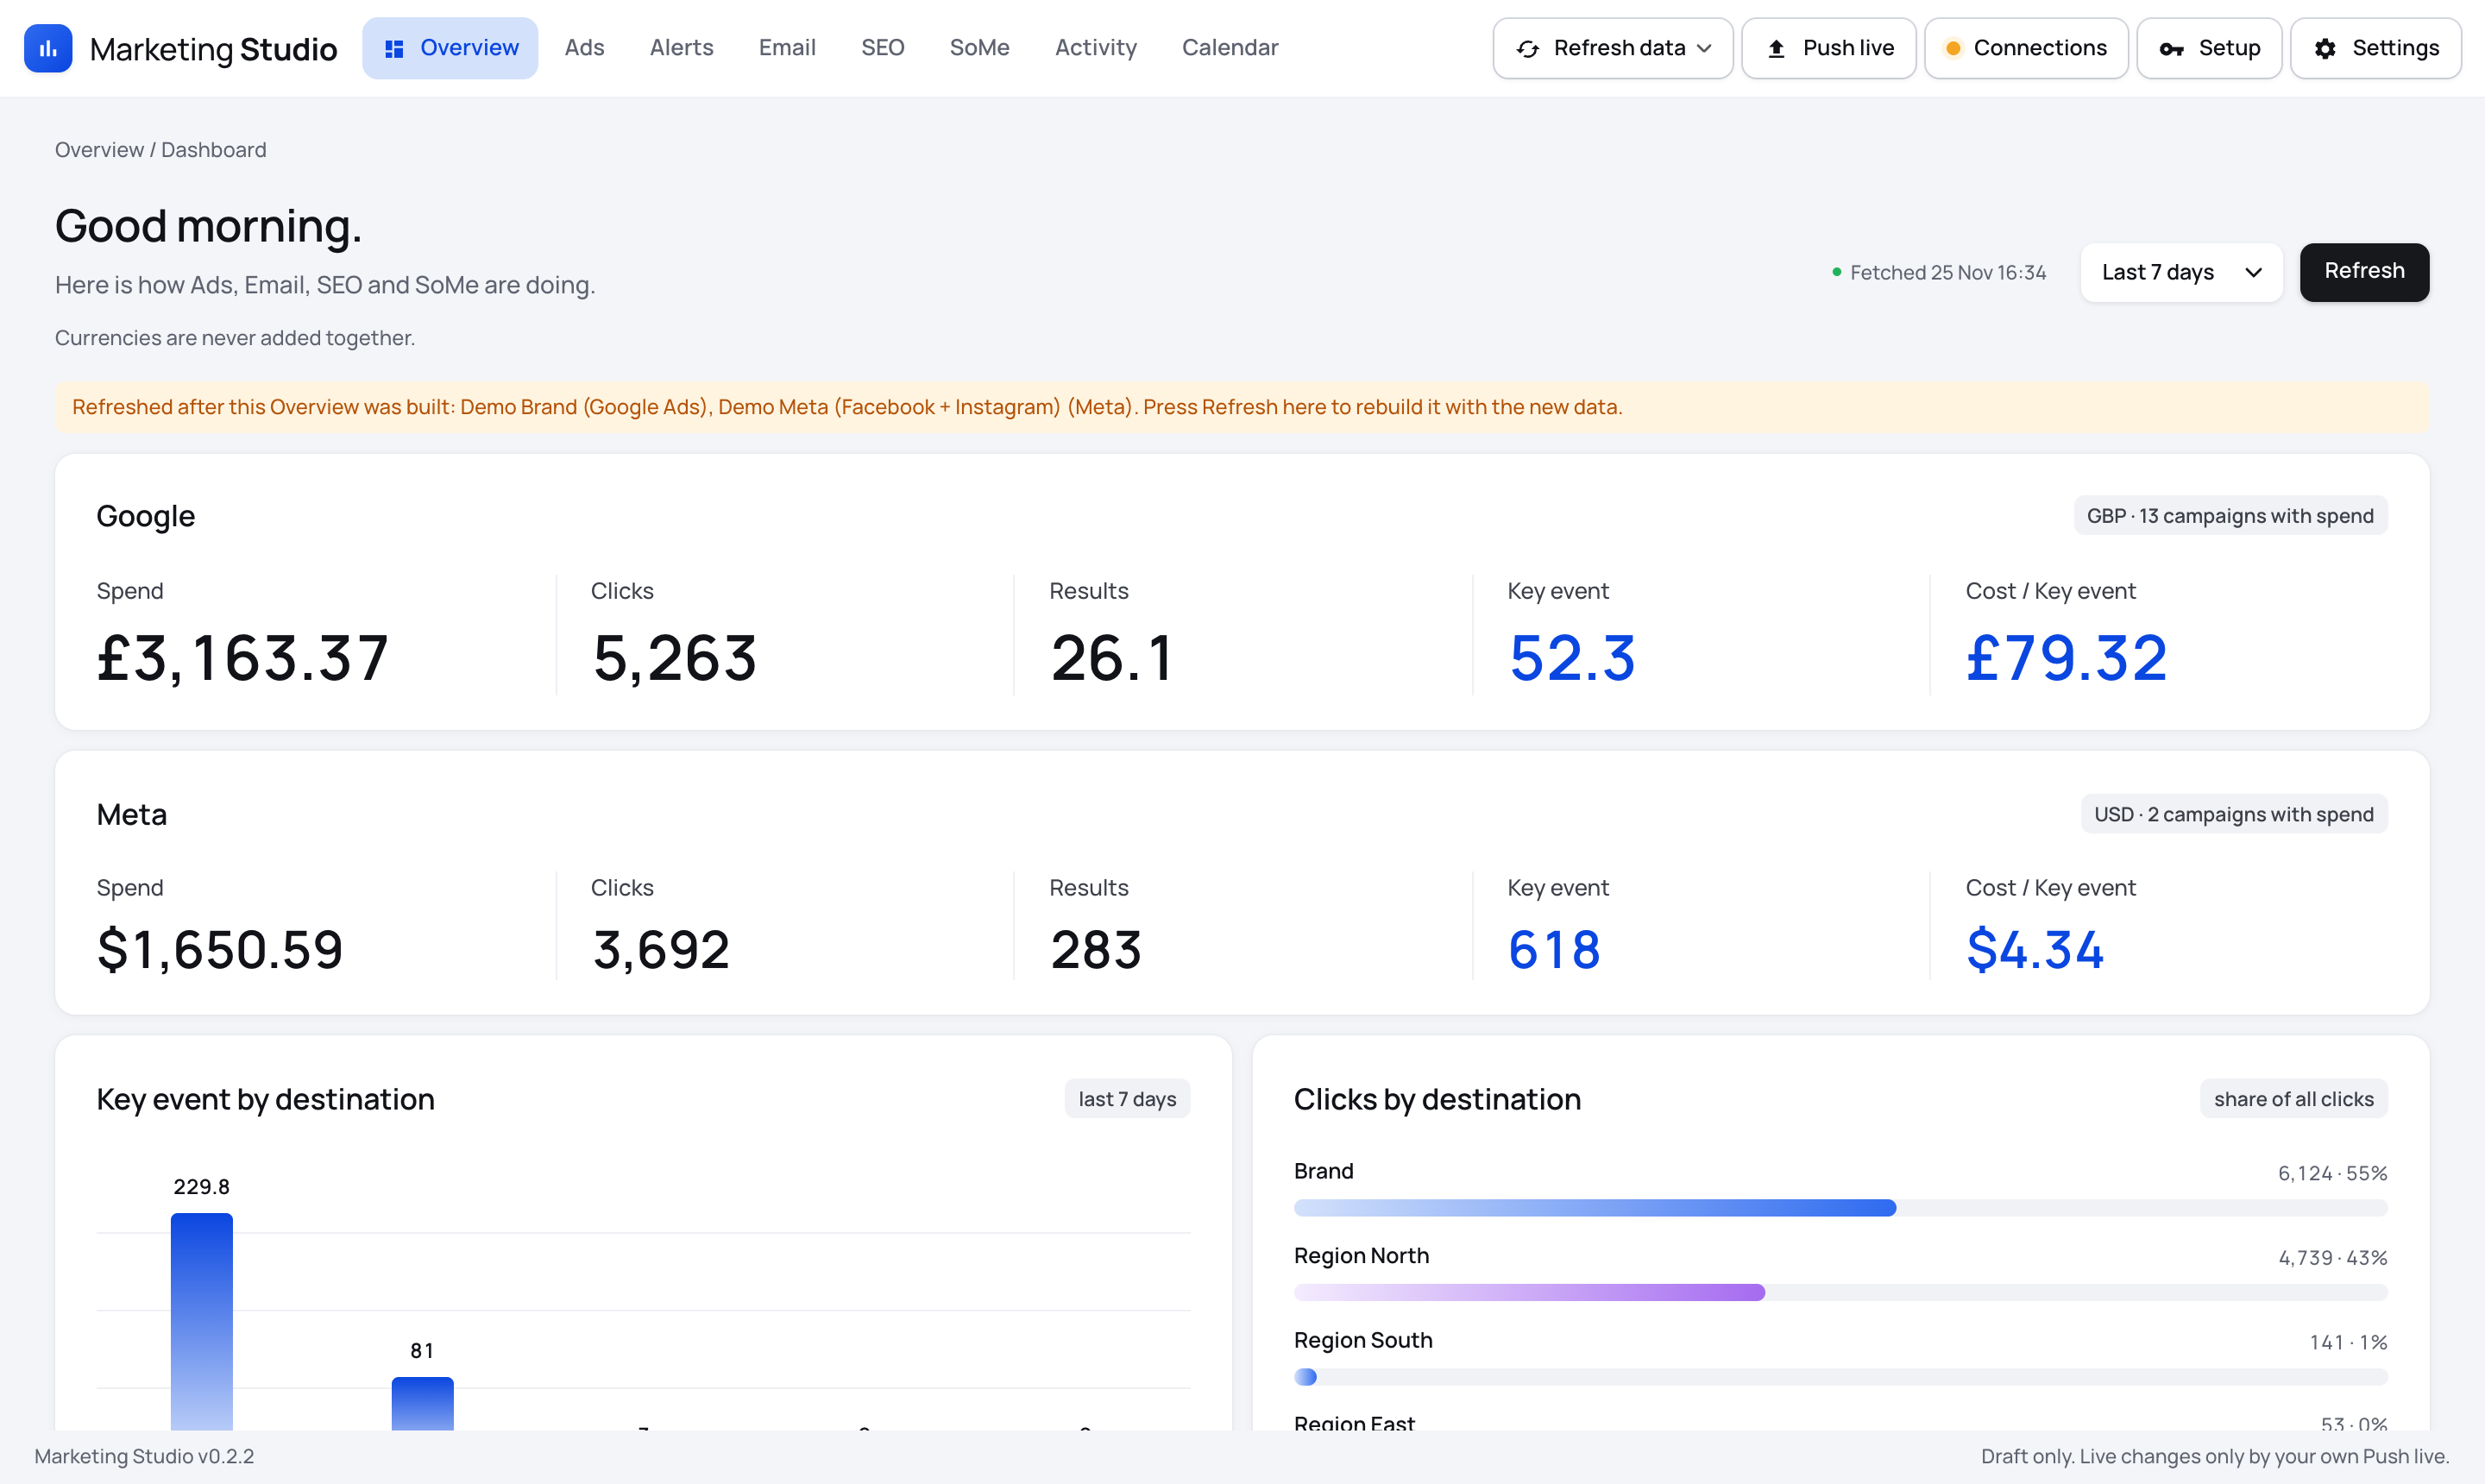 Marketing Studio
Overview
Ads
Alerts
Email
SEO
SoMe
Activity
Calendar
Refresh data
Push live
Connections
Setup
Settings
Overview / Dashboard
Good morning.
Here is how Ads, Email, SEO and SoMe are doing.
Currencies are never added together.
Fetched 25 Nov 16:34
Last 7 days
Refresh
Refreshed after this Overview was built: Demo Brand (Google Ads), Demo Meta (Facebook + Instagram) (Meta). Press Refresh here to rebuild it with the new data.
Google
GBP · 13 campaigns with spend
Spend
Clicks
Results
Key event
Cost / Key event
£3,163.37
5,263
26.1
52.3
£79.32
Meta
USD · 2 campaigns with spend
Spend
Clicks
Results
Key event
Cost / Key event
$1,650.59
3,692
283
618
$4.34
Key event by destination
last 7 days
229.8
81
Clicks by destination
share of all clicks
Brand
6,124 · 55%
Region North
4,739 · 43%
Region South
141 · 1%
Region East
53 · 0%
Marketing Studio v0.2.2
Draft only. Live changes only by your own Push live.